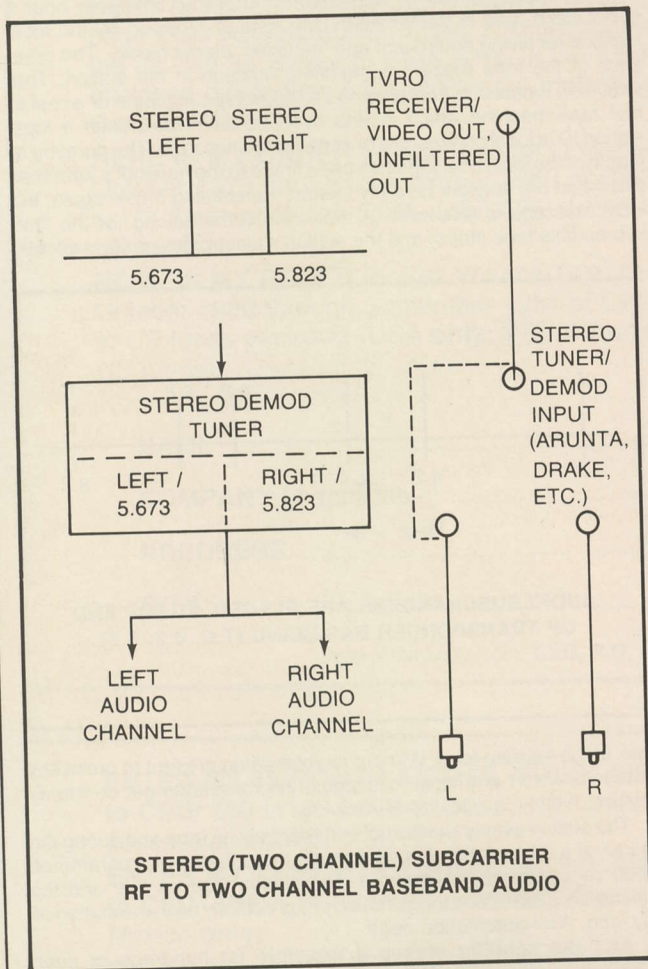 STEREO LEFT
STEREO RIGHT
5.673
5.823
STEREO DEMOD
TUNER
LEFT /
5.673
RIGHT /
5.823
LEFT
AUDIO
CHANNEL
RIGHT
AUDIO
CHANNEL
TVRO
RECEIVER/
VIDEO OUT,
UNFILTERED
OUT
STEREO
TUNER/
DEMOD
INPUT
(ARUNTA,
DRAKE,
ETC.)
L
R
STEREO (TWO CHANNEL) SUBCARRIER
RF TO TWO CHANNEL BASEBAND AUDIO